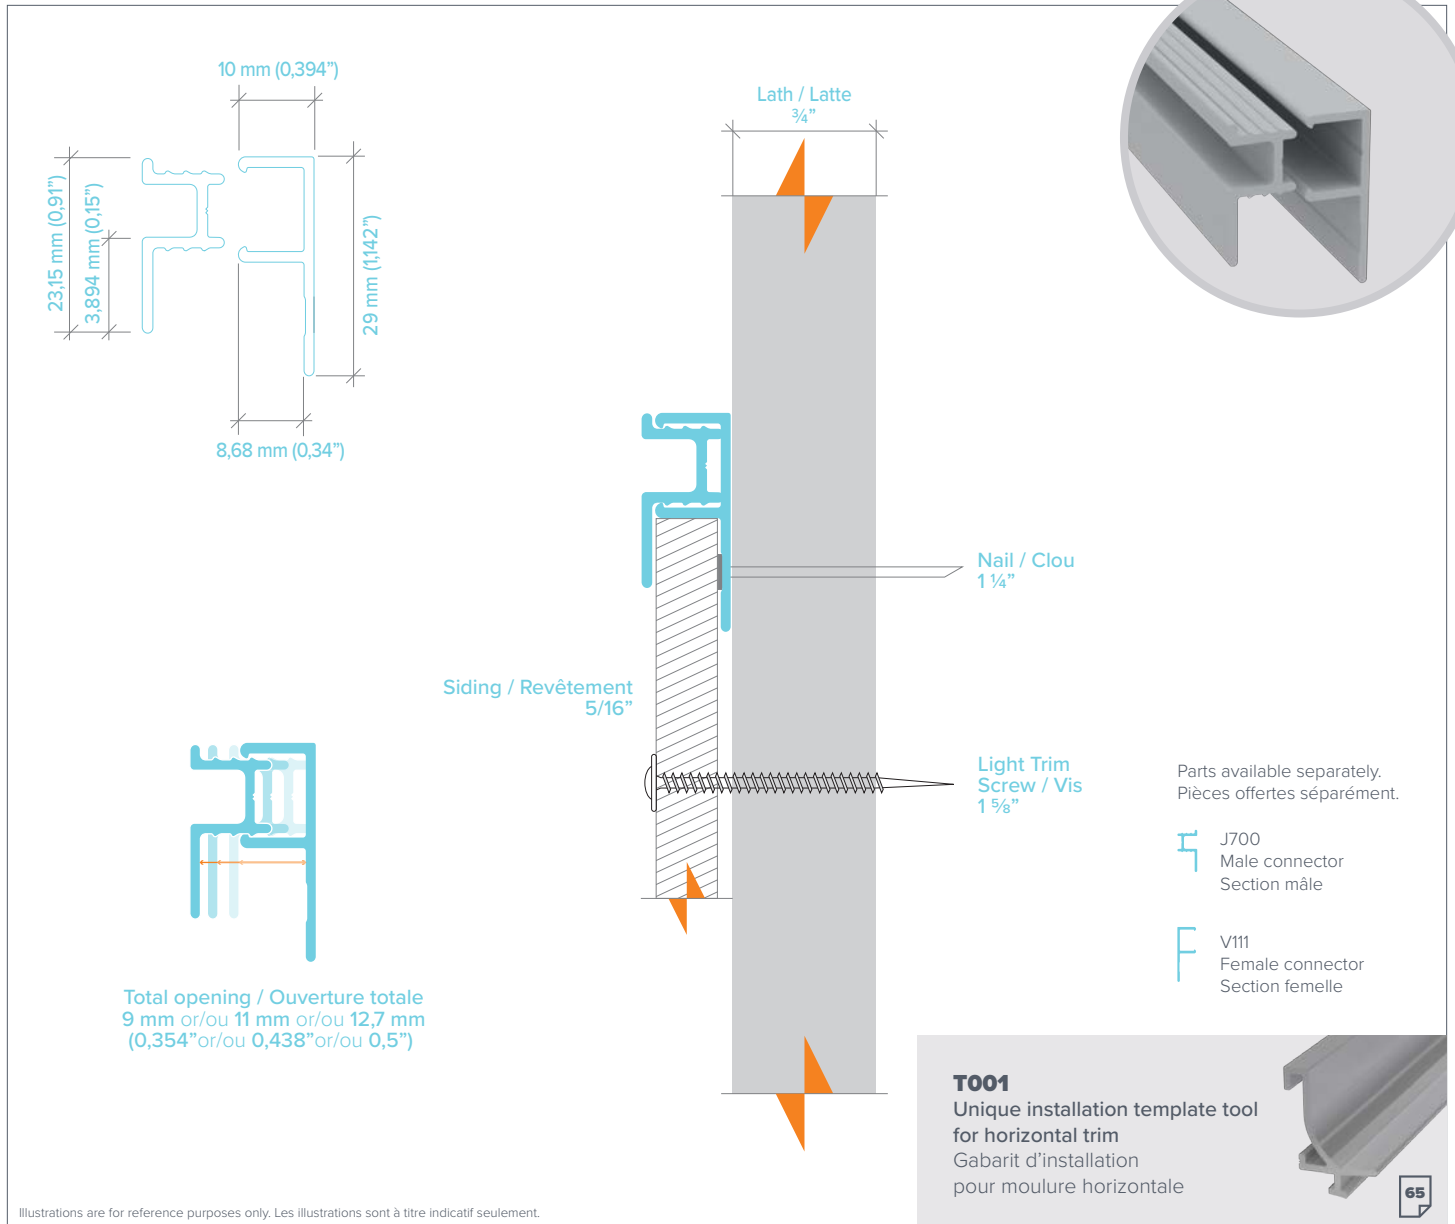 10 mm (0,394”)
23,15 mm (0,91”)
3,894 mm (0,15”)
29 mm (1,142”)
8,68 mm (0,34”)
Lath / Latte
¾”
Nail / Clou
1 ¼”
Siding / Revêtement
5/16”
Light Trim
Screw / Vis
1 ⅝”
Total opening / Ouverture totale
9 mm or/ou 11 mm or/ou 12,7 mm
(0,354”or/ou 0,438”or/ou 0,5”)
Parts available separately.
Pièces offertes séparément.
J700
Male connector
Section mâle
V111
Female connector
Section femelle
T001
Unique installation template tool
for horizontal trim
Gabarit d’installation
pour moulure horizontale
65
Illustrations are for reference purposes only. Les illustrations sont à titre indicatif seulement.